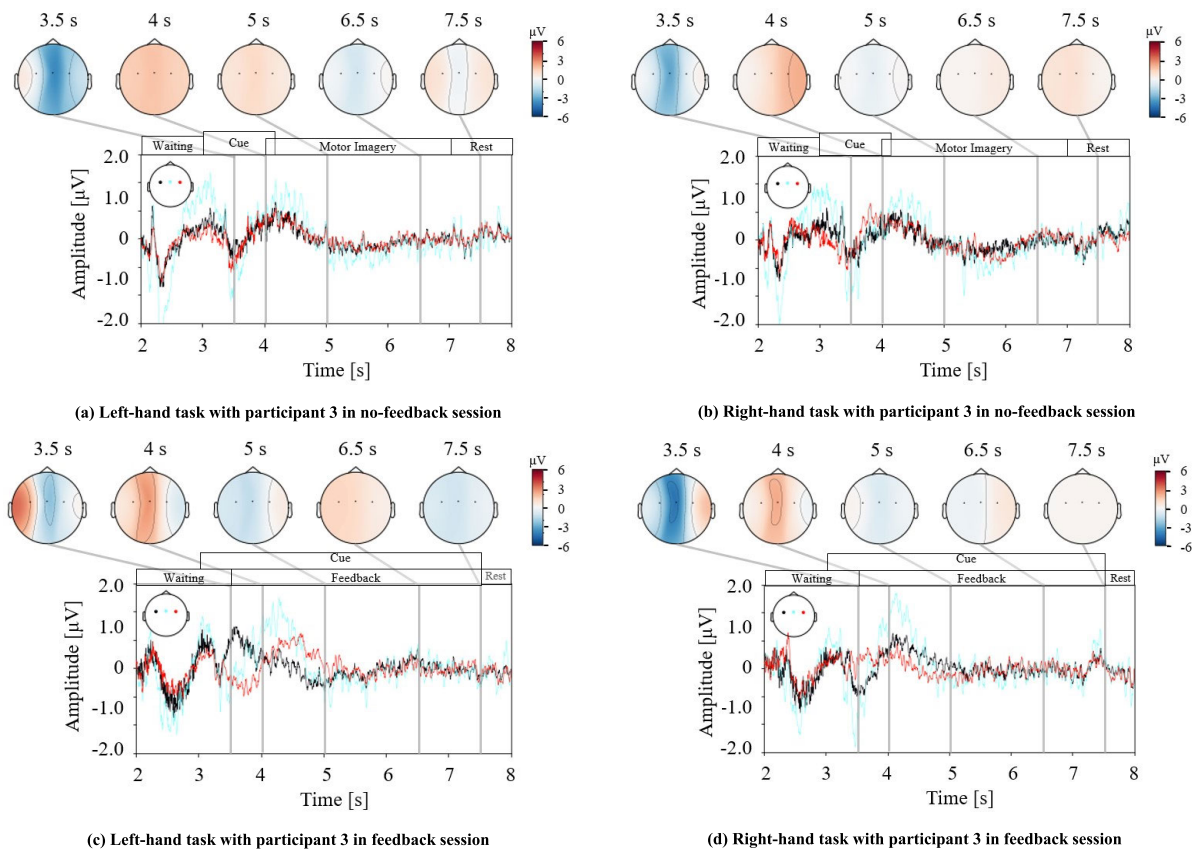 3.5 s 4 s 5 s 6.5 s 7.5 s
µV
6
3
0
-3
-6
Waiting Cue Motor Imagery Rest
Amplitude [µV]
2.0
1.0
0
-1.0
-2.0
2 3 4 5 6 7 8
Time [s]
(a) Left-hand task with participant 3 in no-feedback session
3.5 s 4 s 5 s 6.5 s 7.5 s
µV
6
3
0
-3
-6
Waiting Cue Motor Imagery Rest
Amplitude [µV]
2.0
1.0
0
-1.0
-2.0
2 3 4 5 6 7 8
Time [s]
(b) Right-hand task with participant 3 in no-feedback session
3.5 s 4 s 5 s 6.5 s 7.5 s
µV
6
3
0
-3
-6
Cue
Waiting Feedback Rest
Amplitude [µV]
2.0
1.0
0
-1.0
-2.0
2 3 4 5 6 7 8
Time [s]
(c) Left-hand task with participant 3 in feedback session
3.5 s 4 s 5 s 6.5 s 7.5 s
µV
6
3
0
-3
-6
Cue
Waiting Feedback Rest
Amplitude [µV]
2.0
1.0
0
-1.0
-2.0
2 3 4 5 6 7 8
Time [s]
(d) Right-hand task with participant 3 in feedback session